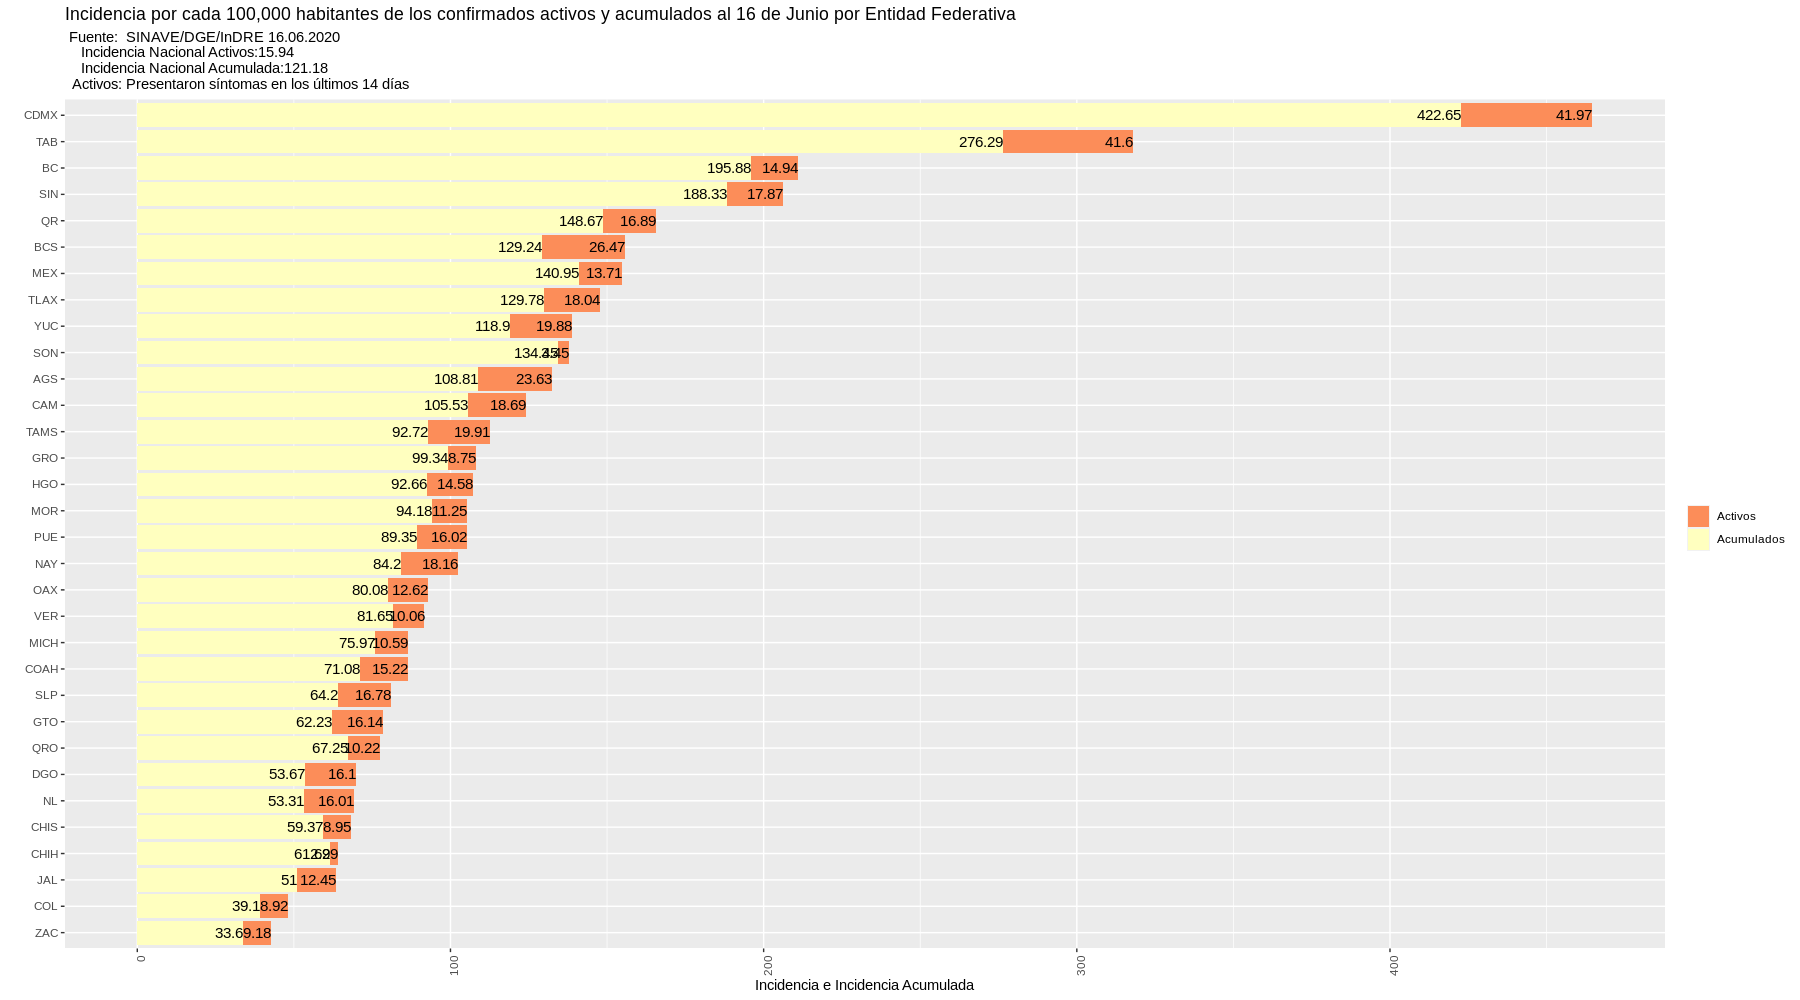 Incidencia por cada 100,000 habitantes de los confirmados activos y acumulados al 16 de Junio por Entidad Federativa
Fuente: SINAVE/DGE/InDRE 16.06.2020
Incidencia Nacional Activos:15.94
Incidencia Nacional Acumulada:121.18
Activos: Presentaron síntomas en los últimos 14 días
CDMX 422.65 41.97
TAB 276.29 41.6
BC 195.88 14.94
SIN 188.33 17.87
QR 148.67 16.89
BCS 129.24 26.47
MEX 140.95 13.71
TLAX 129.78 18.04
YUC 118.9 19.88
SON
AGS 108.81 23.63
CAM 105.53 18.69
TAMS 92.72 19.91
GRO 99.34 8.75
HGO 92.66 14.58
MOR 94.18 11.25
PUE 89.35 16.02
NAY 84.2 18.16
OAX 80.08 12.62
VER 81.65 10.06
MICH 75.97 10.59
COAH 71.08 15.22
SLP 64.2 16.78
GTO 62.23 16.14
QRO 67.25 10.22
DGO 53.67 16.1
NL 53.31 16.01
CHIS 59.37 8.95
CHIH
JAL 51 12.45
COL 39.1 8.92
ZAC 33.6 9.18
0 100 200 300 400
Incidencia e Incidencia Acumulada
Activos
Acumulados